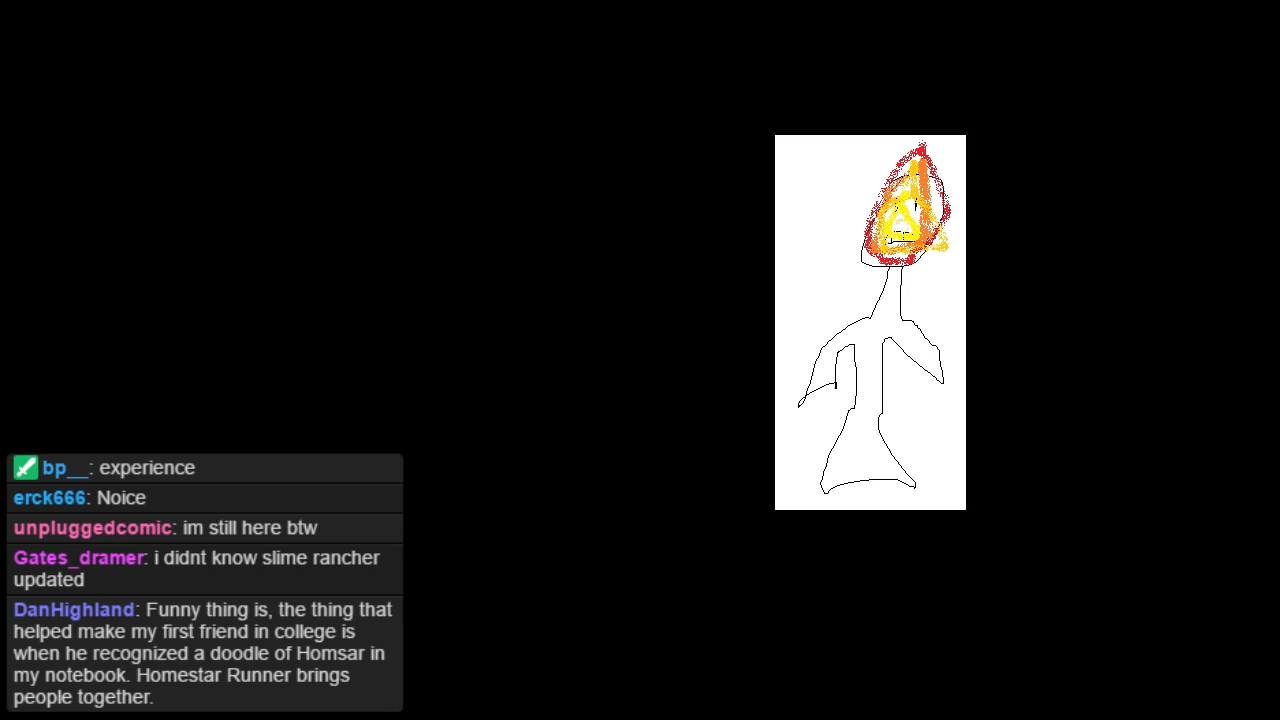 bp__: experience
erck666: Noice
unpluggedcomic: im still here btw
Gates_dramer: i didnt know slime rancher
updated
DanHighland: Funny thing is, the thing that
helped make my first friend in college is
when he recognized a doodle of Homsar in
my notebook. Homestar Runner brings
people together.